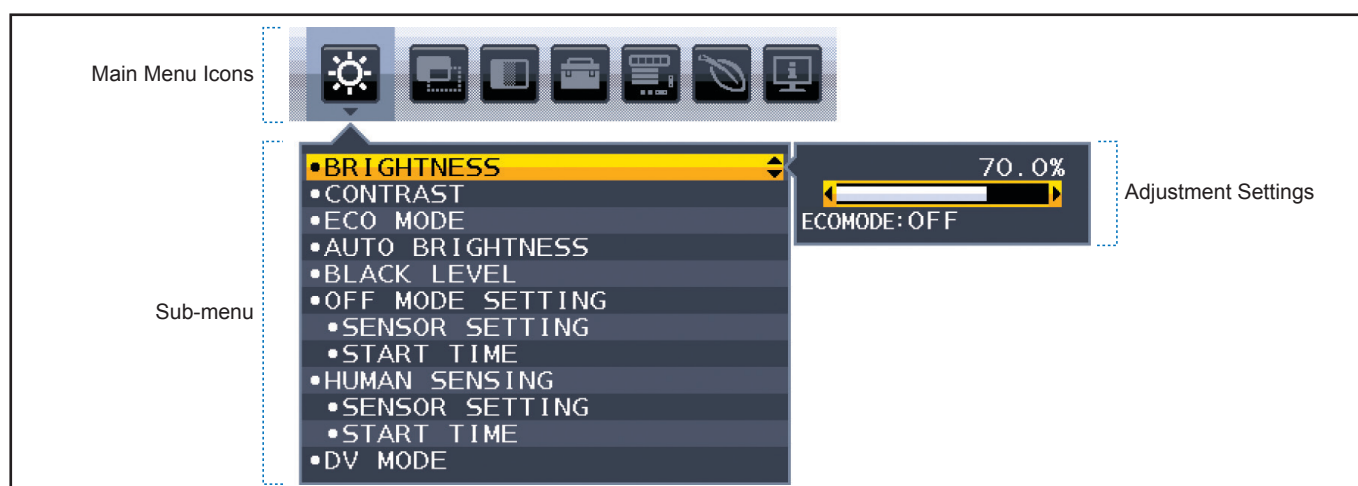 Main Menu Icons
•BRIGHTNESS
70.0%
•CONTRAST
Adjustment Settings
•ECO MODE
ECOMODE:OFF
•AUTO BRIGHTNESS
•BLACK LEVEL
•OFF MODE SETTING
Sub-menu
•SENSOR SETTING
•START TIME
•HUMAN SENSING
•SENSOR SETTING
•START TIME
•DV MODE